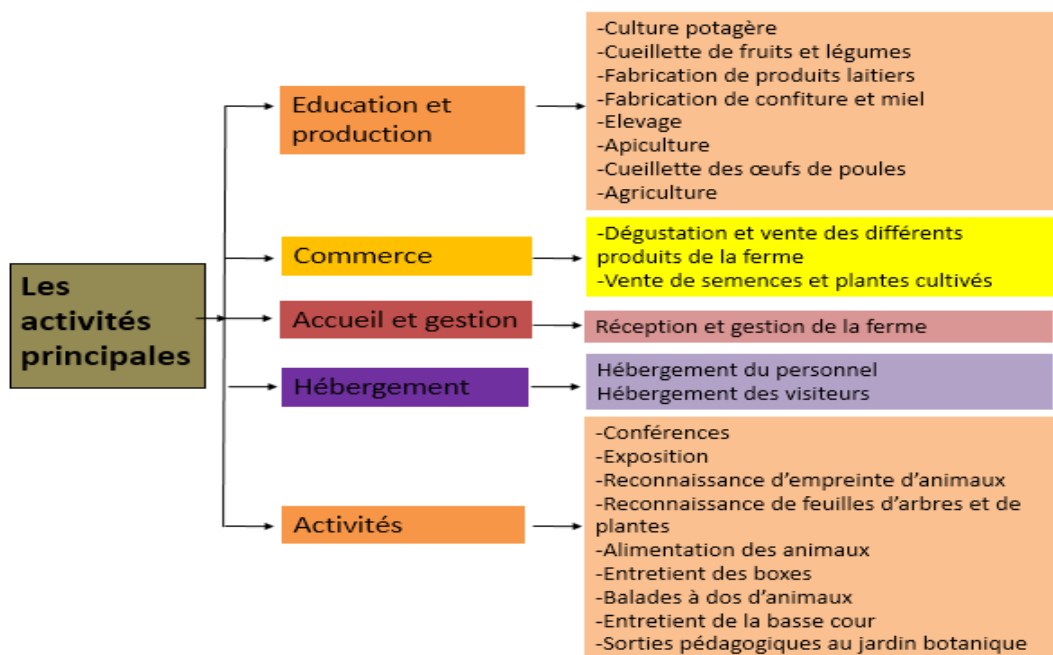 Les
activités
principales
Education et
production
-Culture potagère
-Cueillette de fruits et légumes
-Fabrication de produits laitiers
-Fabrication de confiture et miel
-Elevage
-Apiculture
-Cueillette des œufs de poules
-Agriculture
Commerce
-Dégustation et vente des différents
produits de la ferme
-Vente de semences et plantes cultivés
Accueil et gestion
Réception et gestion de la ferme
Hébergement
Hébergement du personnel
Hébergement des visiteurs
Activités
-Conférences
-Exposition
-Reconnaissance d’empreinte d’animaux
-Reconnaissance de feuilles d’arbres et de
plantes
-Alimentation des animaux
-Entretient des boxes
-Balades à dos d’animaux
-Entretient de la basse cour
-Sorties pédagogiques au jardin botanique